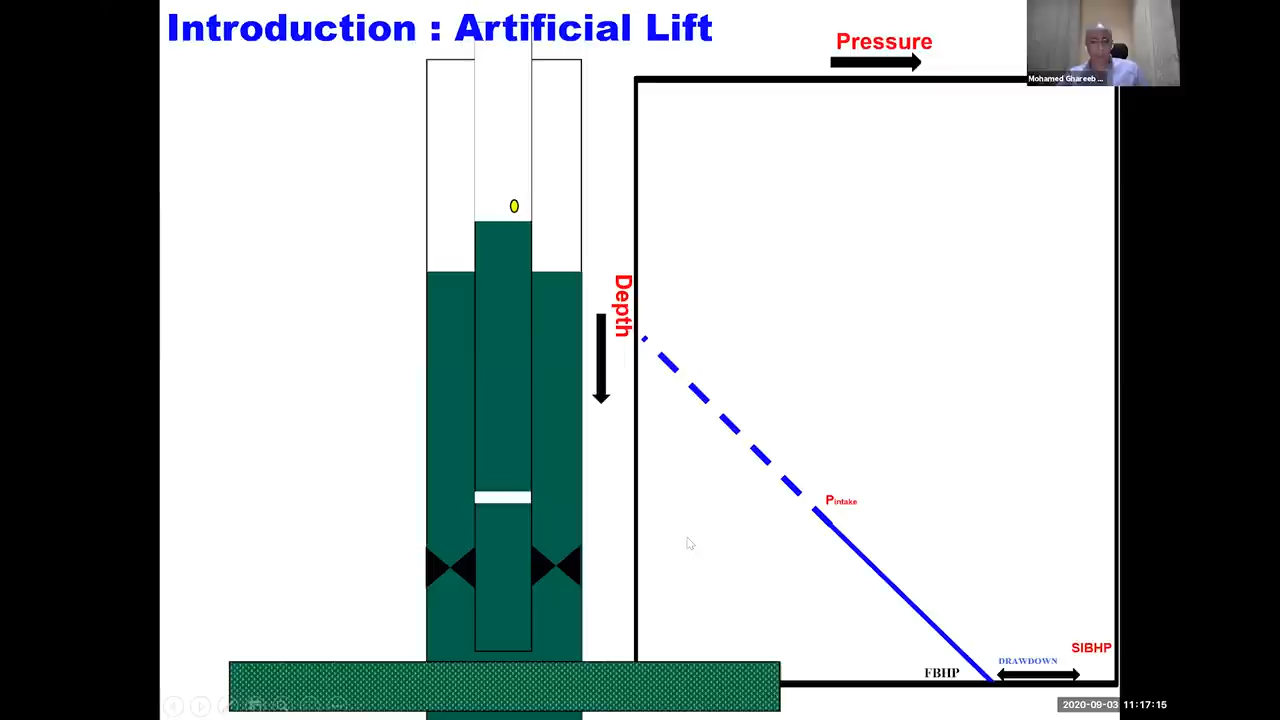 Introduction : Artificial Lift
Pressure
Mohamed Ghareeb ...
Depth
Pintake
SIBHP
DRAWDOWN
FBHP
2020-09-03 11:17:15